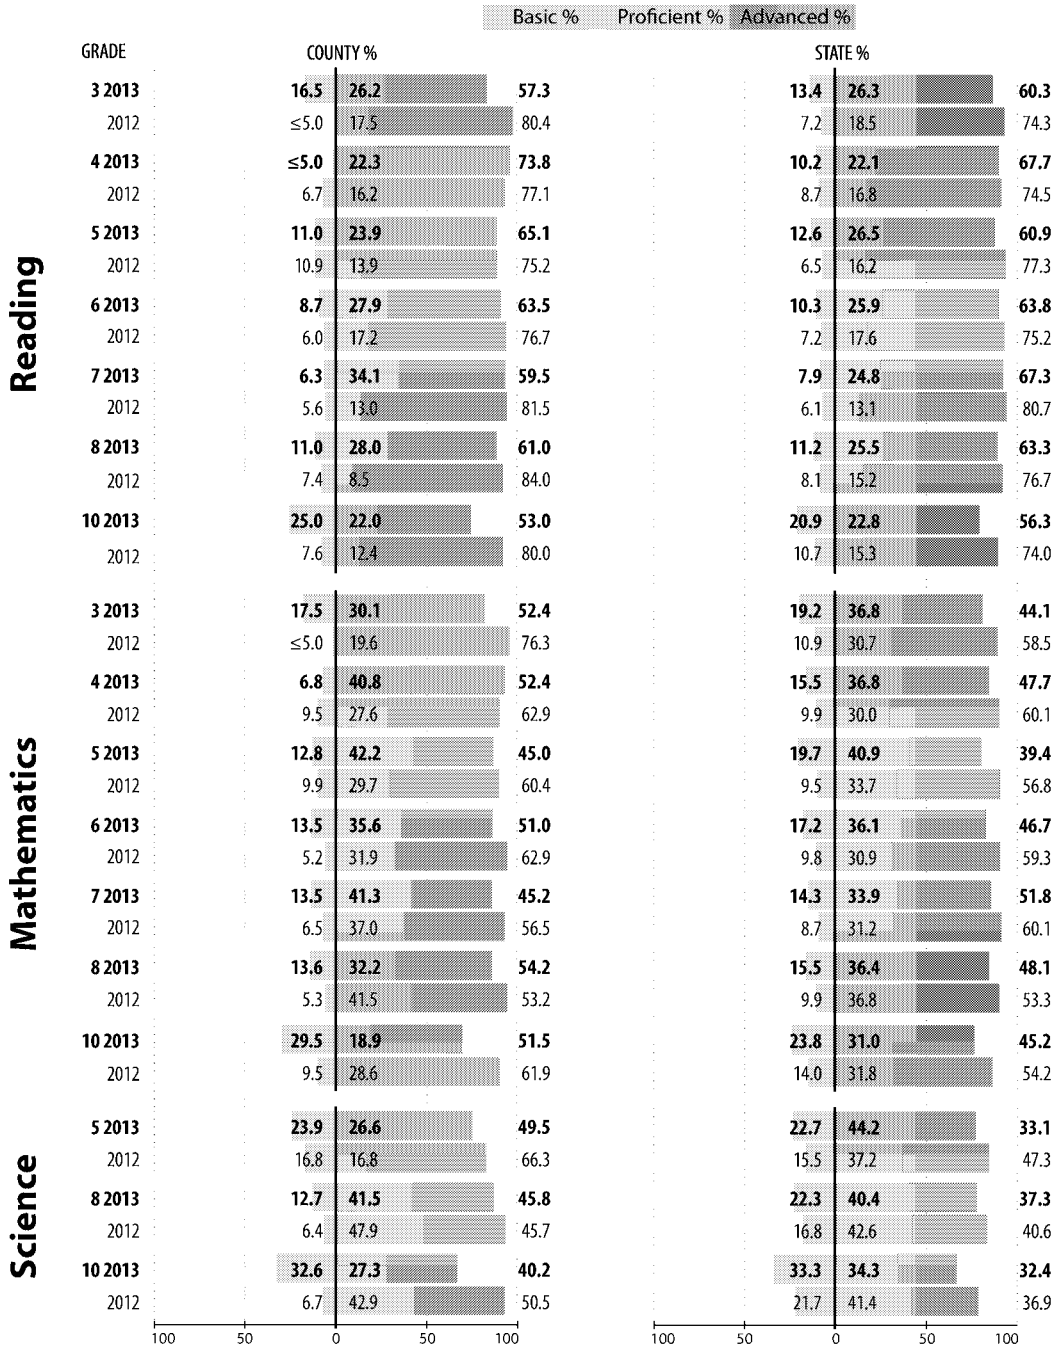 Basic % Proficient % Advanced %
GRADE COUNTY % STATE %
Reading
3 2013 16.5 26.2 57.3 13.4 26.3 60.3
2012 ≤5.0 17.5 80.4 7.2 18.5 74.3
4 2013 ≤5.0 22.3 73.8 10.2 22.1 67.7
2012 6.7 16.2 77.1 8.7 16.8 74.5
5 2013 11.0 23.9 65.1 12.6 26.5 60.9
2012 10.9 13.9 75.2 6.5 16.2 77.3
6 2013 8.7 27.9 63.5 10.3 25.9 63.8
2012 6.0 17.2 76.7 7.2 17.6 75.2
7 2013 6.3 34.1 59.5 7.9 24.8 67.3
2012 5.6 13.0 81.5 6.1 13.1 80.7
8 2013 11.0 28.0 61.0 11.2 25.5 63.3
2012 7.4 8.5 84.0 8.1 15.2 76.7
10 2013 25.0 22.0 53.0 20.9 22.8 56.3
2012 7.6 12.4 80.0 10.7 15.3 74.0
Mathematics
3 2013 17.5 30.1 52.4 19.2 36.8 44.1
2012 ≤5.0 19.6 76.3 10.9 30.7 58.5
4 2013 6.8 40.8 52.4 15.5 36.8 47.7
2012 9.5 27.6 62.9 9.9 30.0 60.1
5 2013 12.8 42.2 45.0 19.7 40.9 39.4
2012 9.9 29.7 60.4 9.5 33.7 56.8
6 2013 13.5 35.6 51.0 17.2 36.1 46.7
2012 5.2 31.9 62.9 9.8 30.9 59.3
7 2013 13.5 41.3 45.2 14.3 33.9 51.8
2012 6.5 37.0 56.5 8.7 31.2 60.1
8 2013 13.6 32.2 54.2 15.5 36.4 48.1
2012 5.3 41.5 53.2 9.9 36.8 53.3
10 2013 29.5 18.9 51.5 23.8 31.0 45.2
2012 9.5 28.6 61.9 14.0 31.8 54.2
Science
5 2013 23.9 26.6 49.5 22.7 44.2 33.1
2012 16.8 16.8 66.3 15.5 37.2 47.3
8 2013 12.7 41.5 45.8 22.3 40.4 37.3
2012 6.4 47.9 45.7 16.8 42.6 40.6
10 2013 32.6 27.3 40.2 33.3 34.3 32.4
2012 6.7 42.9 50.5 21.7 41.4 36.9
100 50 0 50 100 100 50 0 50 100